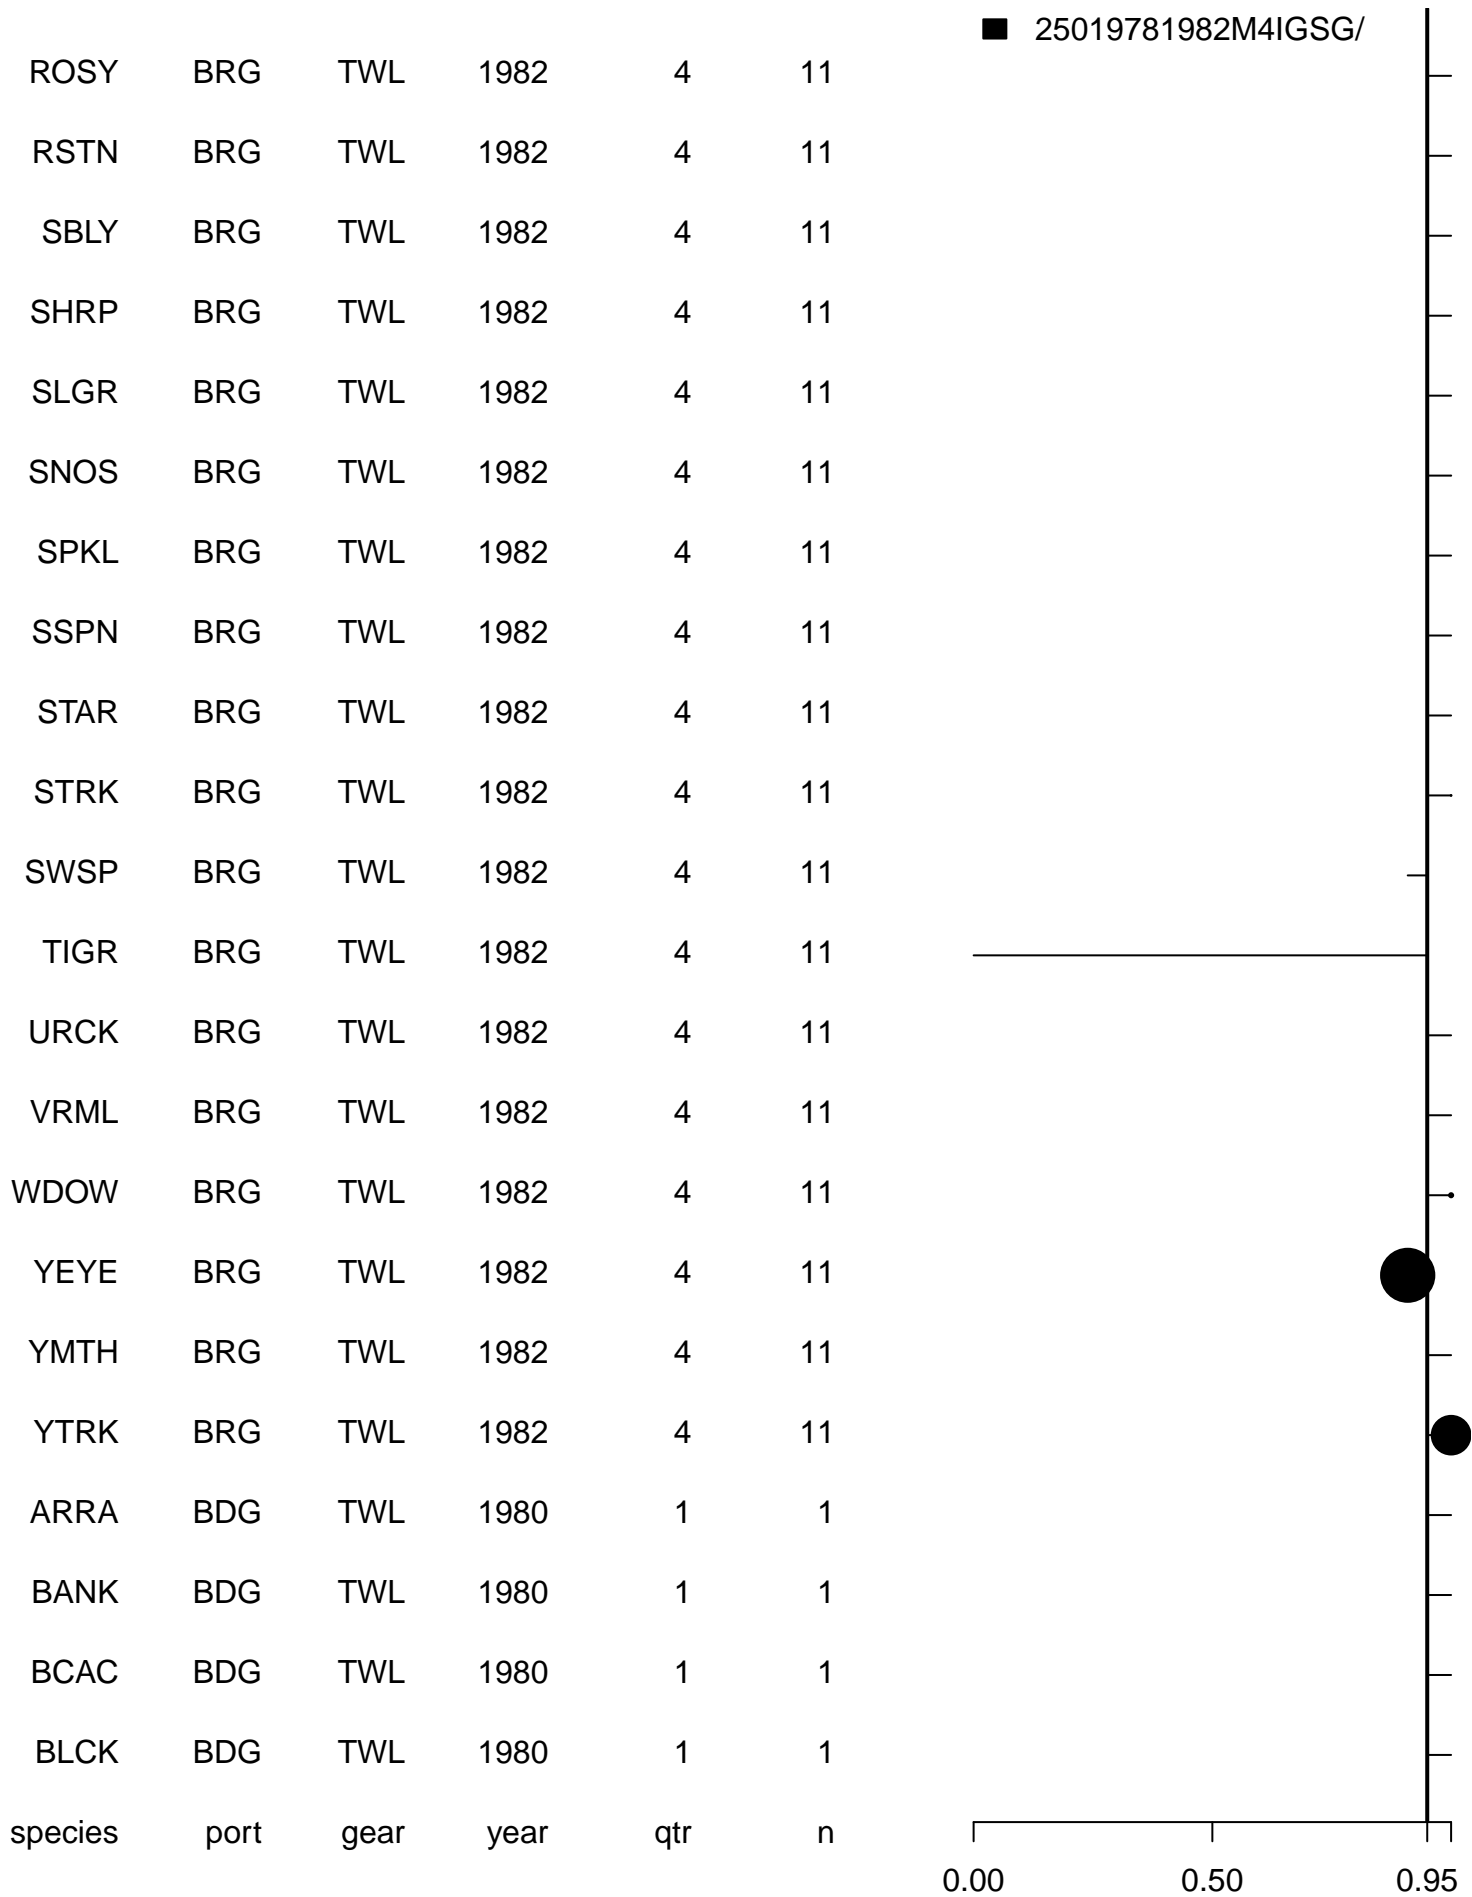 25019781982M4IGSG/
ROSY BRG TWL 1982 4 11
RSTN BRG TWL 1982 4 11
SBLY BRG TWL 1982 4 11
SHRP BRG TWL 1982 4 11
SLGR BRG TWL 1982 4 11
SNOS BRG TWL 1982 4 11
SPKL BRG TWL 1982 4 11
SSPN BRG TWL 1982 4 11
STAR BRG TWL 1982 4 11
STRK BRG TWL 1982 4 11
SWSP BRG TWL 1982 4 11
TIGR BRG TWL 1982 4 11
URCK BRG TWL 1982 4 11
VRML BRG TWL 1982 4 11
WDOW BRG TWL 1982 4 11
YEYE BRG TWL 1982 4 11
YMTH BRG TWL 1982 4 11
YTRK BRG TWL 1982 4 11
ARRA BDG TWL 1980 1 1
BANK BDG TWL 1980 1 1
BCAC BDG TWL 1980 1 1
BLCK BDG TWL 1980 1 1
species port gear year qtr n
0.00 0.50 0.95